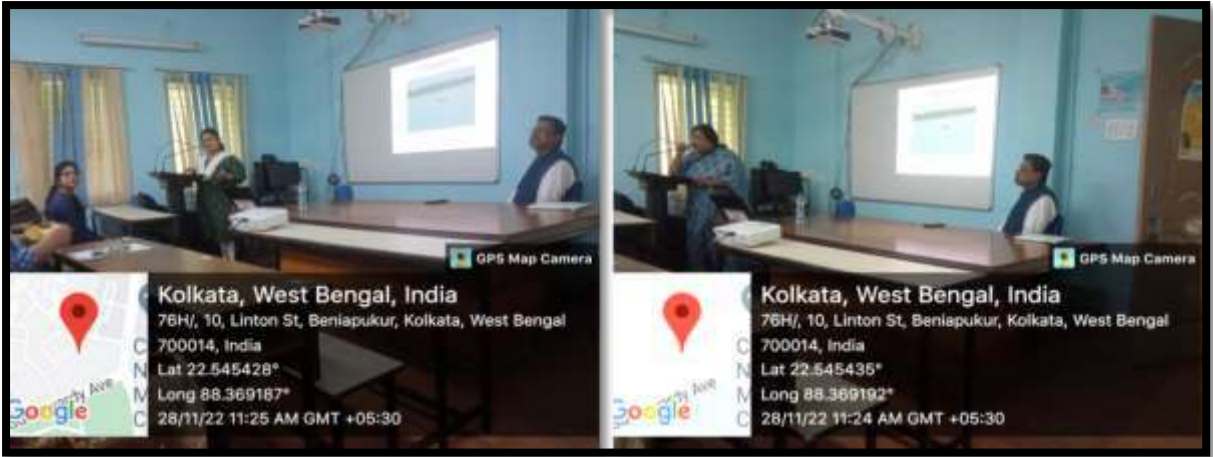 GPS Map Camera
Kolkata, West Bengal, India
76H/, 10, Linton St, Beniapukur, Kolkata, West Bengal
700014, India
Lat 22.545428°
Long 88.369187°
28/11/22 11:25 AM GMT +05:30
Ave
Google
GPS Map Camera
Kolkata, West Bengal, India
76H/, 10, Linton St, Beniapukur, Kolkata, West Bengal
700014, India
Lat 22.545435°
Long 88.369192°
28/11/22 11:24 AM GMT +05:30
Ave
Google